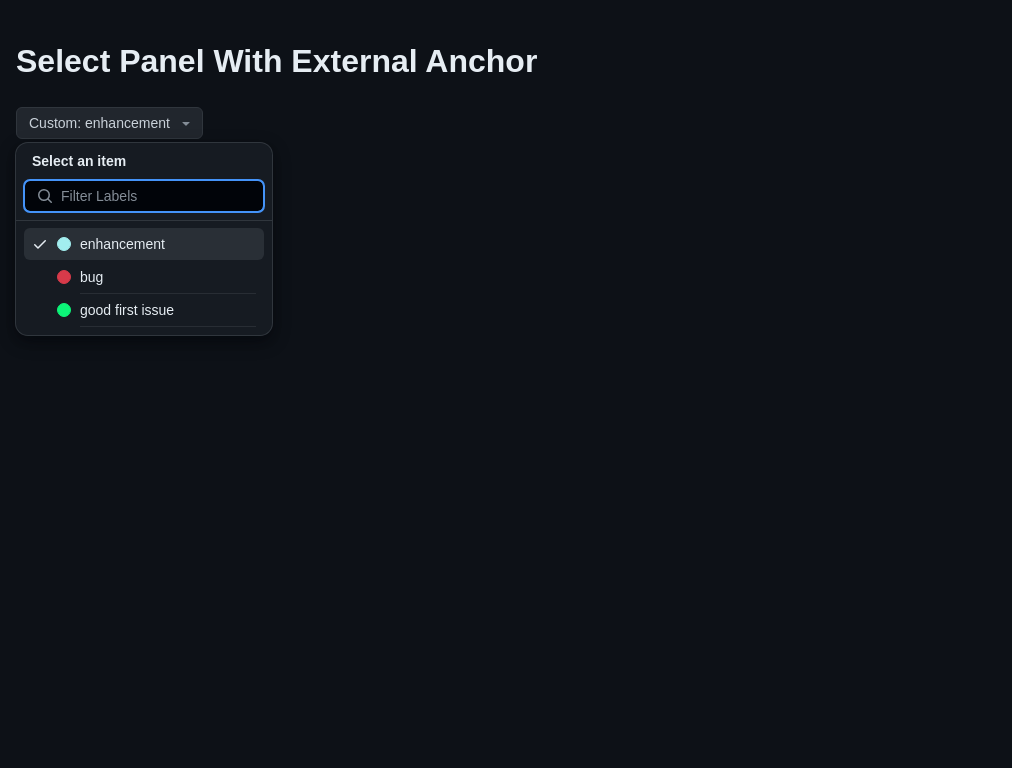 Select Panel With External Anchor
Custom: enhancement
Select an item
Filter Labels
enhancement
bug
good first issue